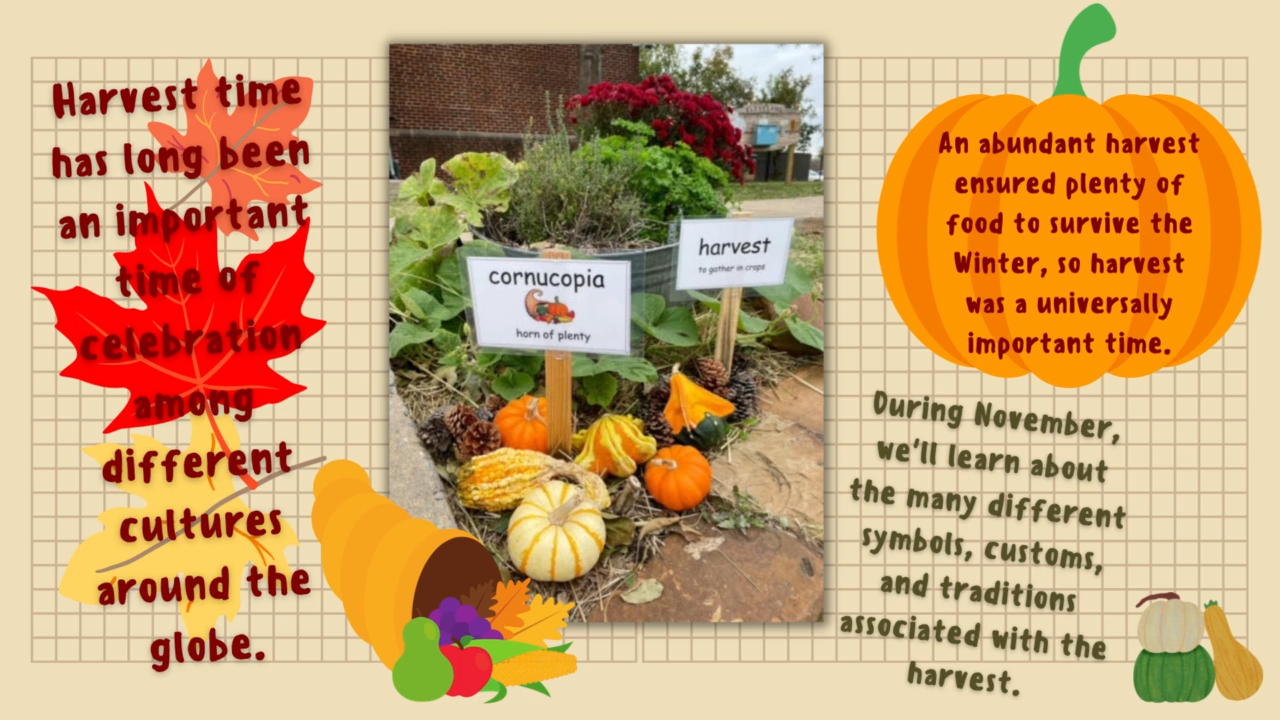 Harvest time
has long been
an important
time of
celebration
among
different
cultures
around the
globe.
cornucopia
horn of plenty
harvest
to gather in crops
An abundant harvest
ensured plenty of
food to survive the
Winter, so harvest
was a universally
important time.
During November,
we'll learn about
the many different
symbols, customs,
and traditions
associated with the
harvest.